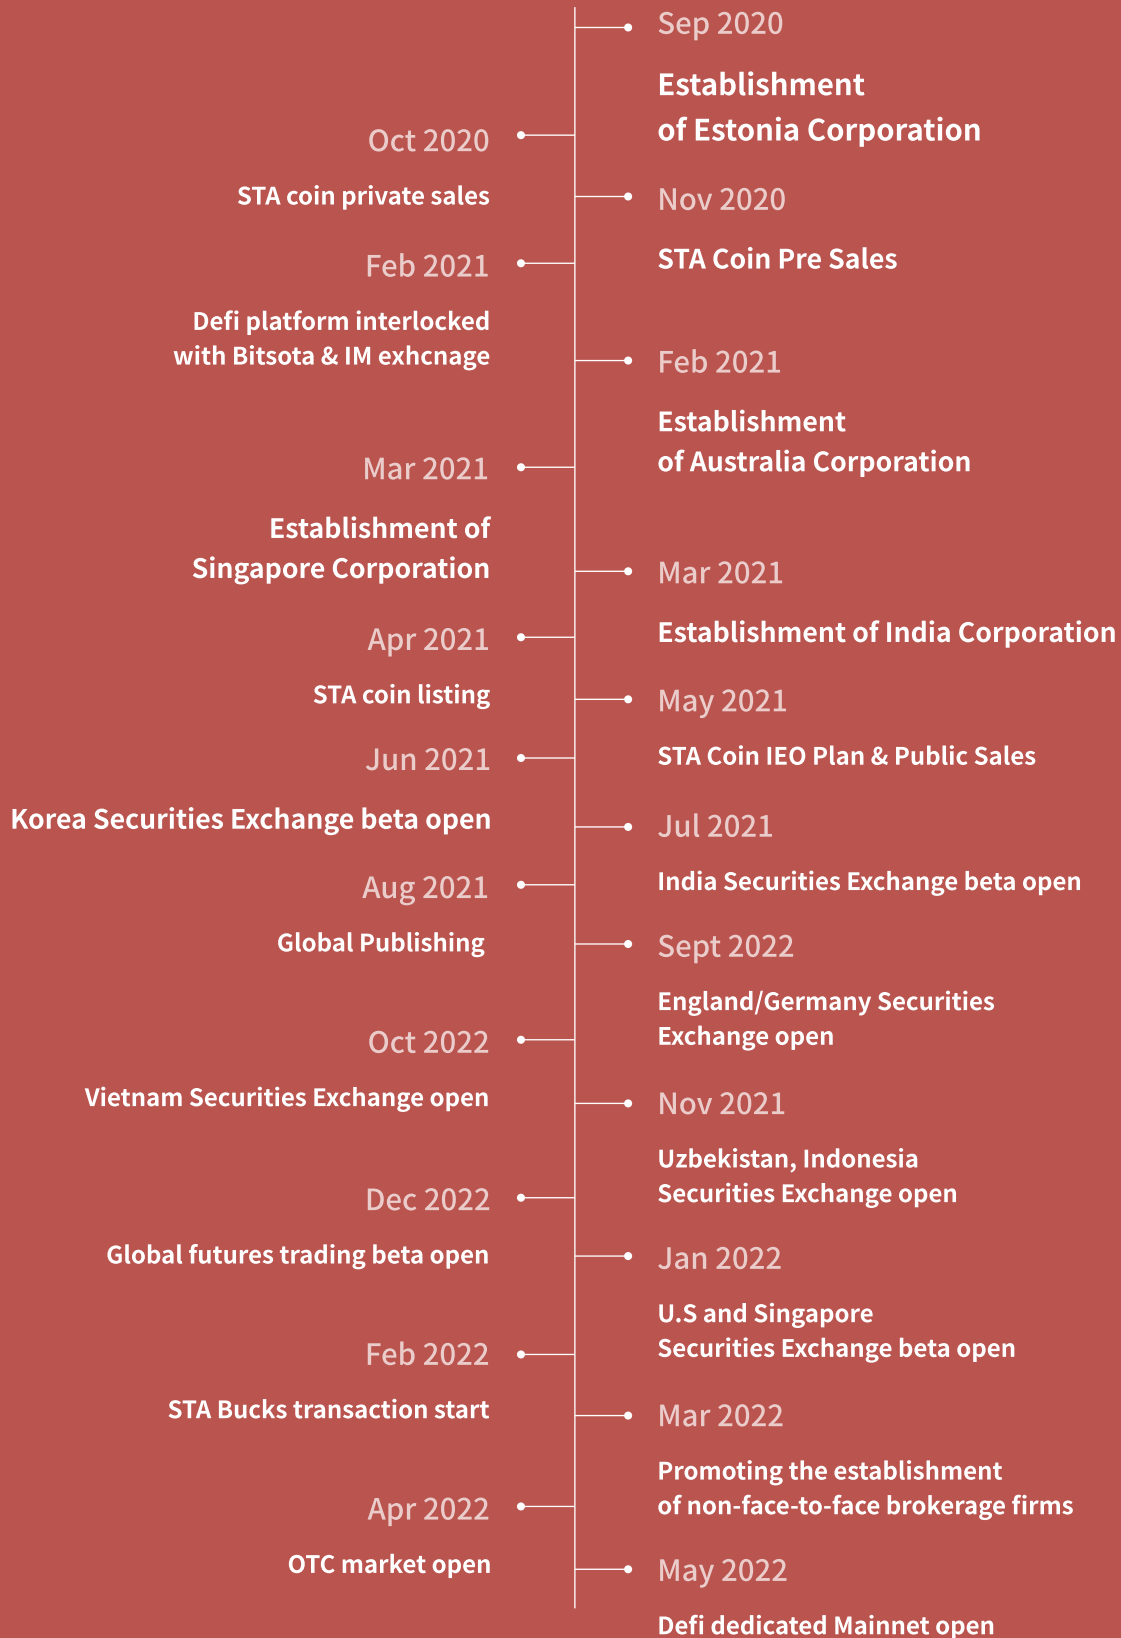 Sep 2020
Establishment
of Estonia Corporation
Oct 2020
STA coin private sales
Nov 2020
STA Coin Pre Sales
Feb 2021
Defi platform interlocked
with Bitsota & IM exhcnage
Feb 2021
Establishment
of Australia Corporation
Mar 2021
Establishment of
Singapore Corporation
Mar 2021
Establishment of India Corporation
Apr 2021
STA coin listing
May 2021
STA Coin IEO Plan & Public Sales
Jun 2021
Korea Securities Exchange beta open
Jul 2021
India Securities Exchange beta open
Aug 2021
Global Publishing
Sept 2022
England/Germany Securities
Exchange open
Oct 2022
Vietnam Securities Exchange open
Nov 2021
Uzbekistan, Indonesia
Securities Exchange open
Dec 2022
Global futures trading beta open
Jan 2022
U.S and Singapore
Securities Exchange beta open
Feb 2022
STA Bucks transaction start
Mar 2022
Promoting the establishment
of non-face-to-face brokerage firms
Apr 2022
OTC market open
May 2022
Defi dedicated Mainnet open